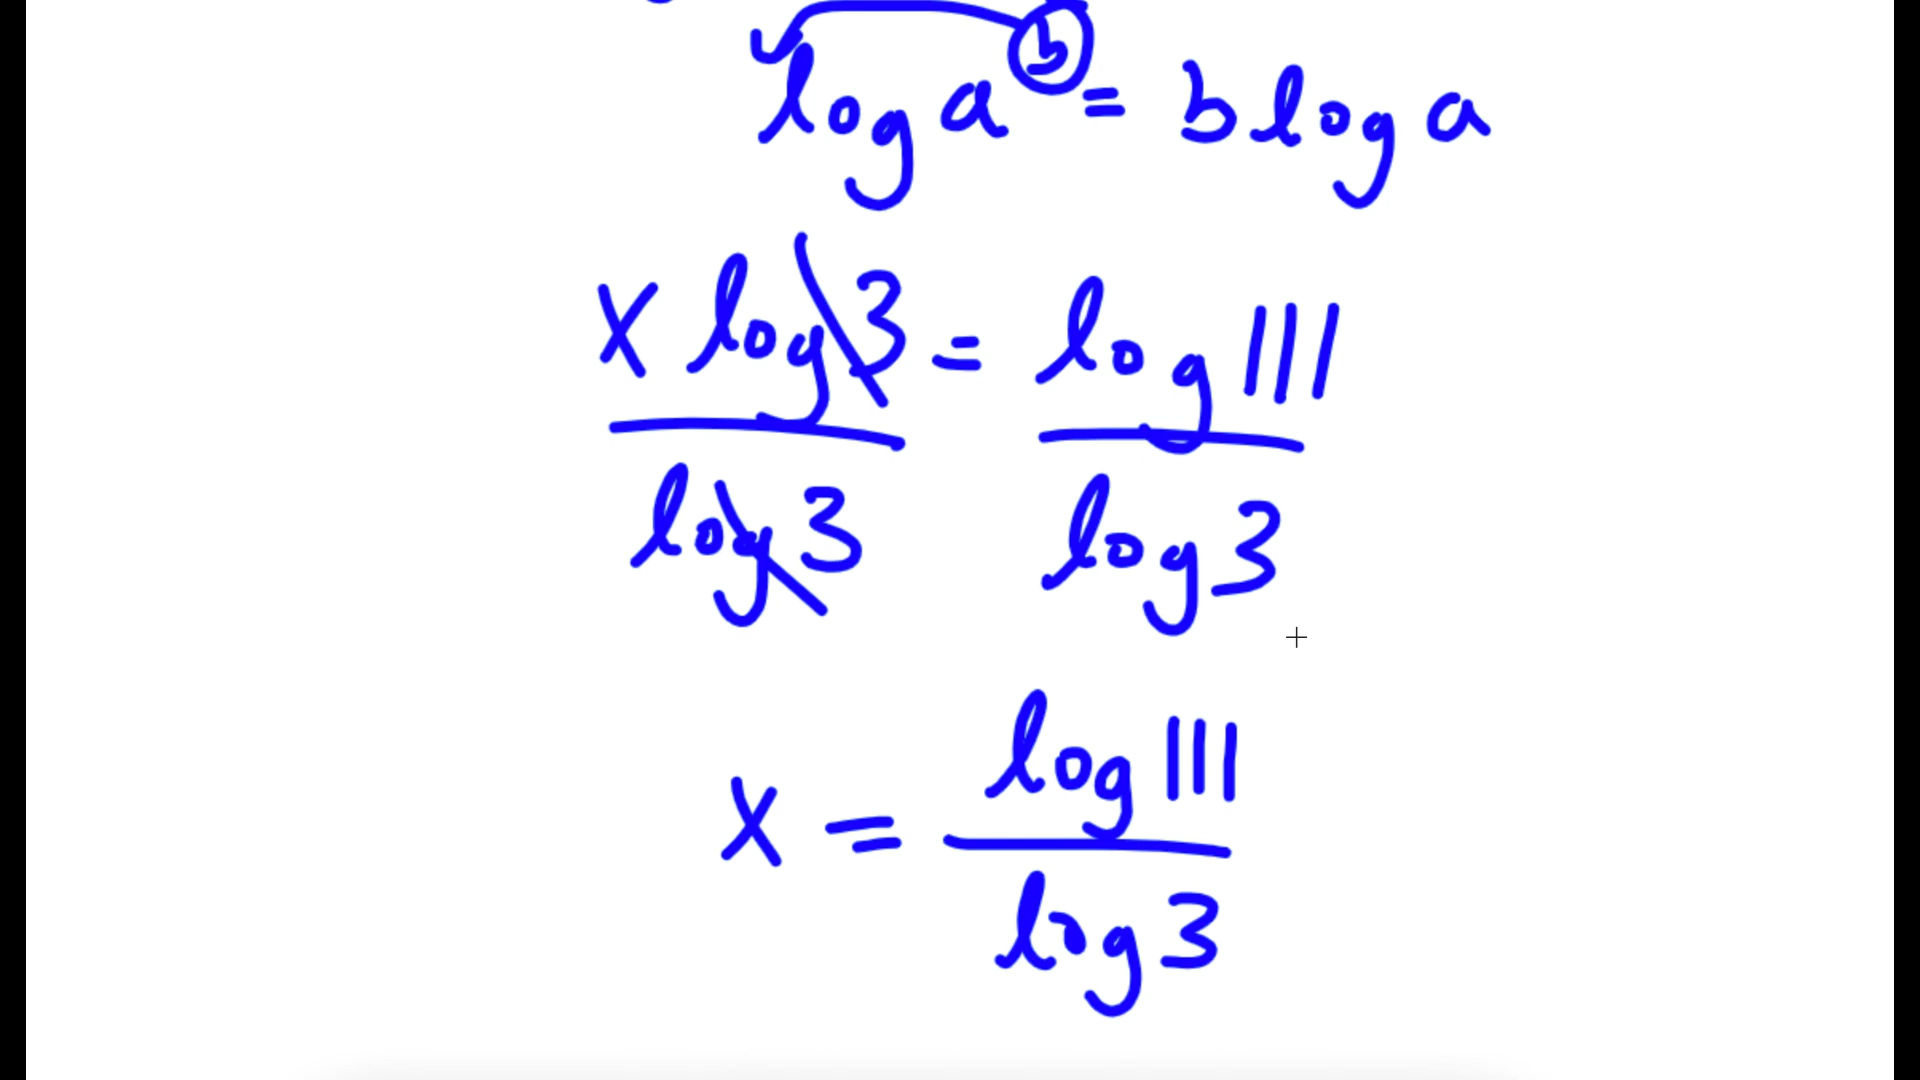 log a^b = b log a
x log 3 = log 111
log 3 log 3
x = log 111
log 3